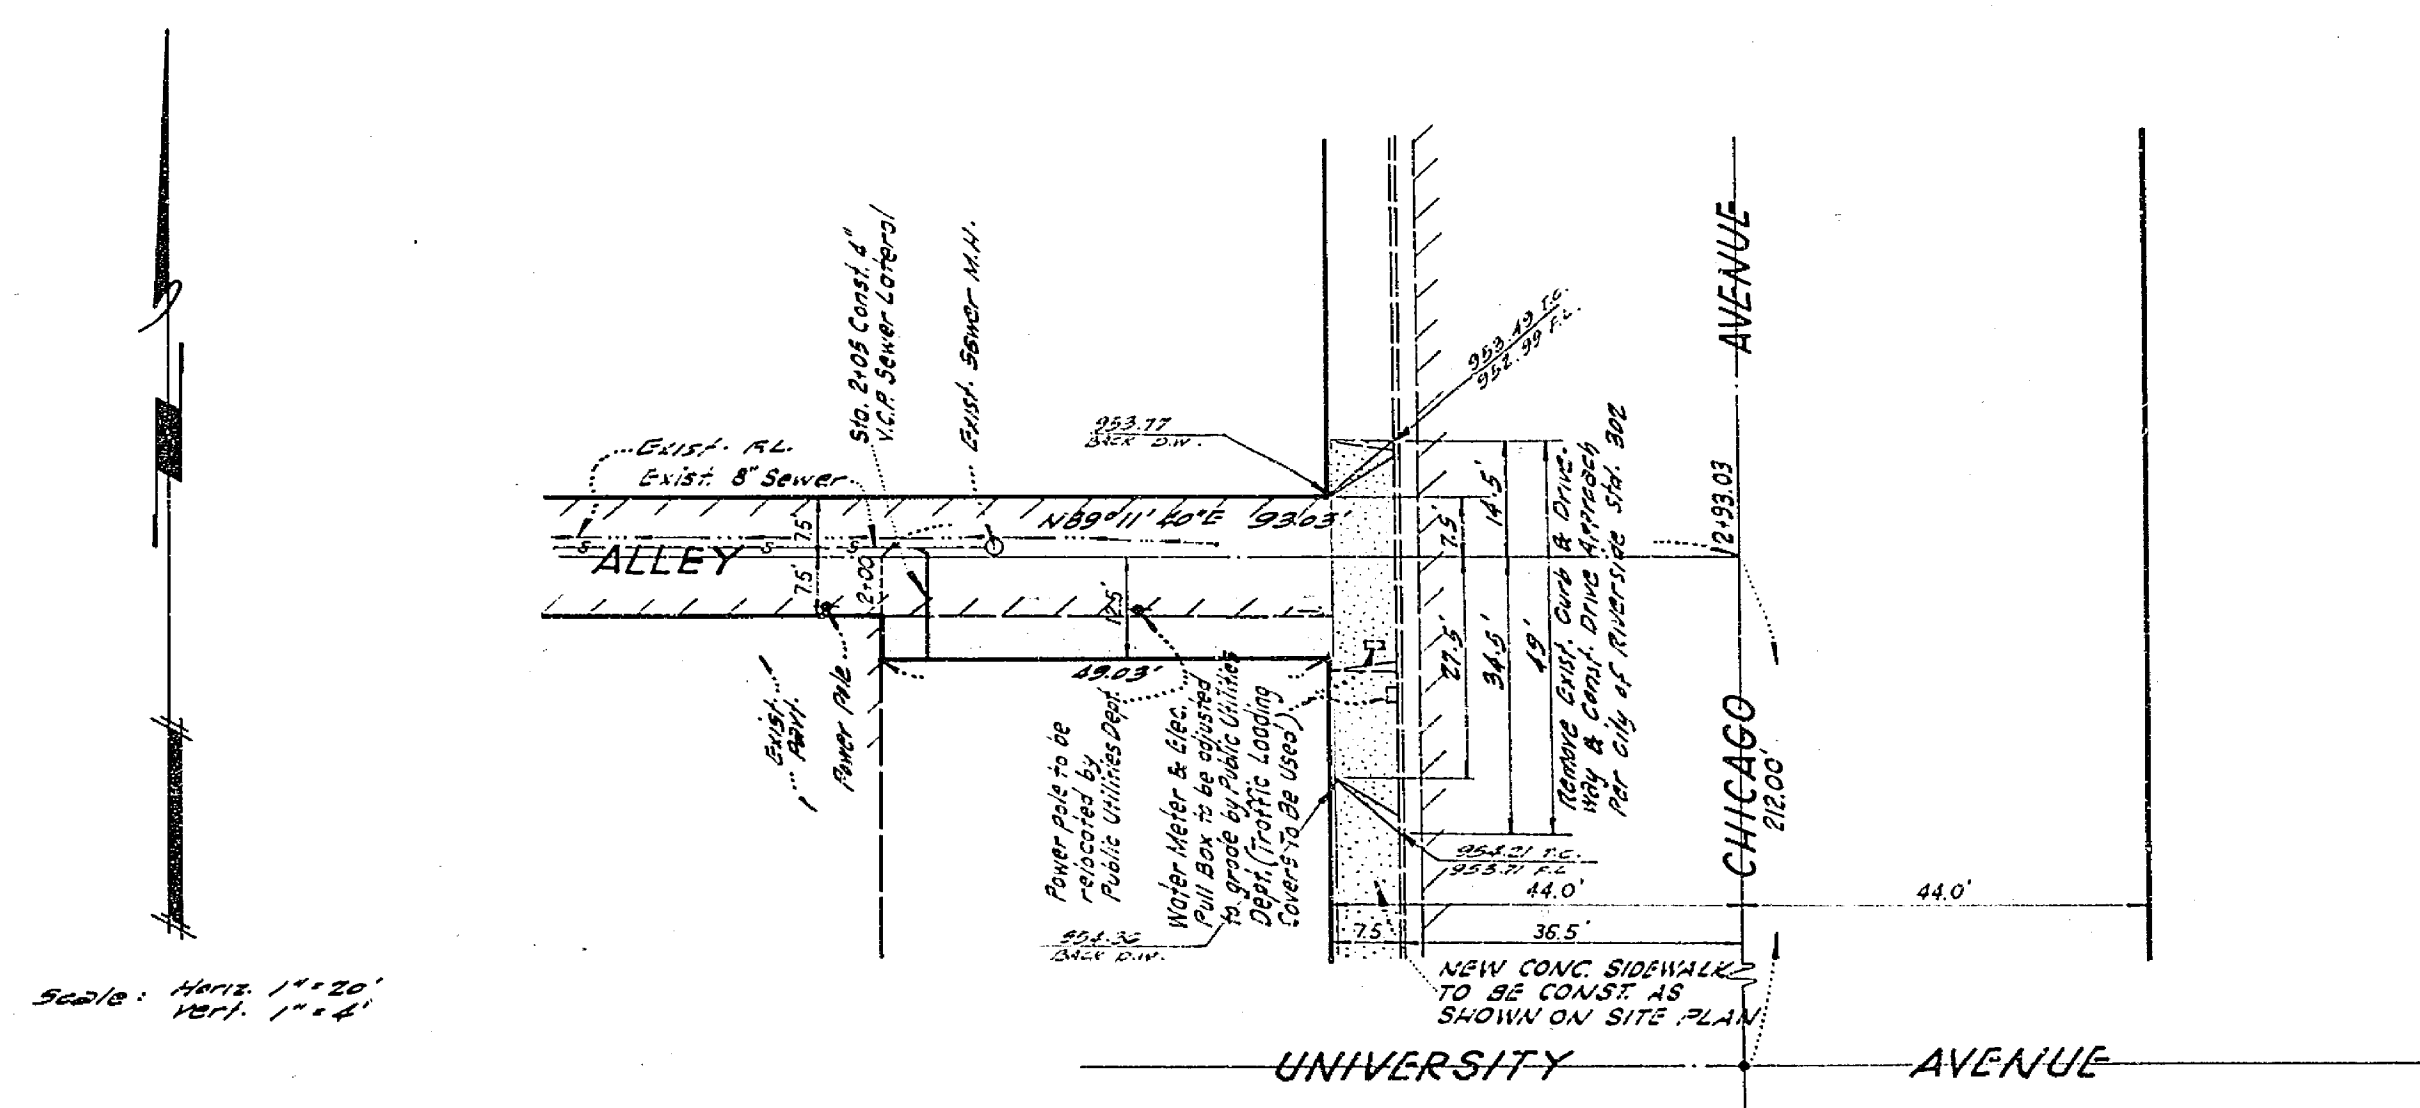 Scale: Horiz. 1" = 20'
Vert. 1" = 4'
Exist. F.L.
Exist. 8" Sewer
Sta. 2+05 Const. 4"
V.C.P. Sewer Lateral
Exist. Sewer M.H.
953.77
BACK D.W.
N89°11'40"E 93.03'
S
S
S
ALLEY
7.5'
7.5'
2+00
12.5'
49.03'
Exist.
Pav't.
Power Pole
Power Pole to be
relocated by
Public Utilities Dept.
Water Meter & Elec.
Pull Box to be adjusted
to grade by Public Utilities
Dept. (Traffic Loading
Covers To Be Used)
954.36
BACK D.W.
953.49 T.C.
952.99 F.L.
7.5'
14.5'
27.5'
34.5'
49'
Remove Exist. Curb & Drive-
way & Const. Drive Approach
Per City of Riverside Std. 302
954.21 T.C.
953.71 F.L.
44.0'
44.0'
7.5
36.5'
NEW CONC. SIDEWALK
TO BE CONST. AS
SHOWN ON SITE PLAN
2+93.03
CHICAGO AVENUE
212.00'
UNIVERSITY AVENUE